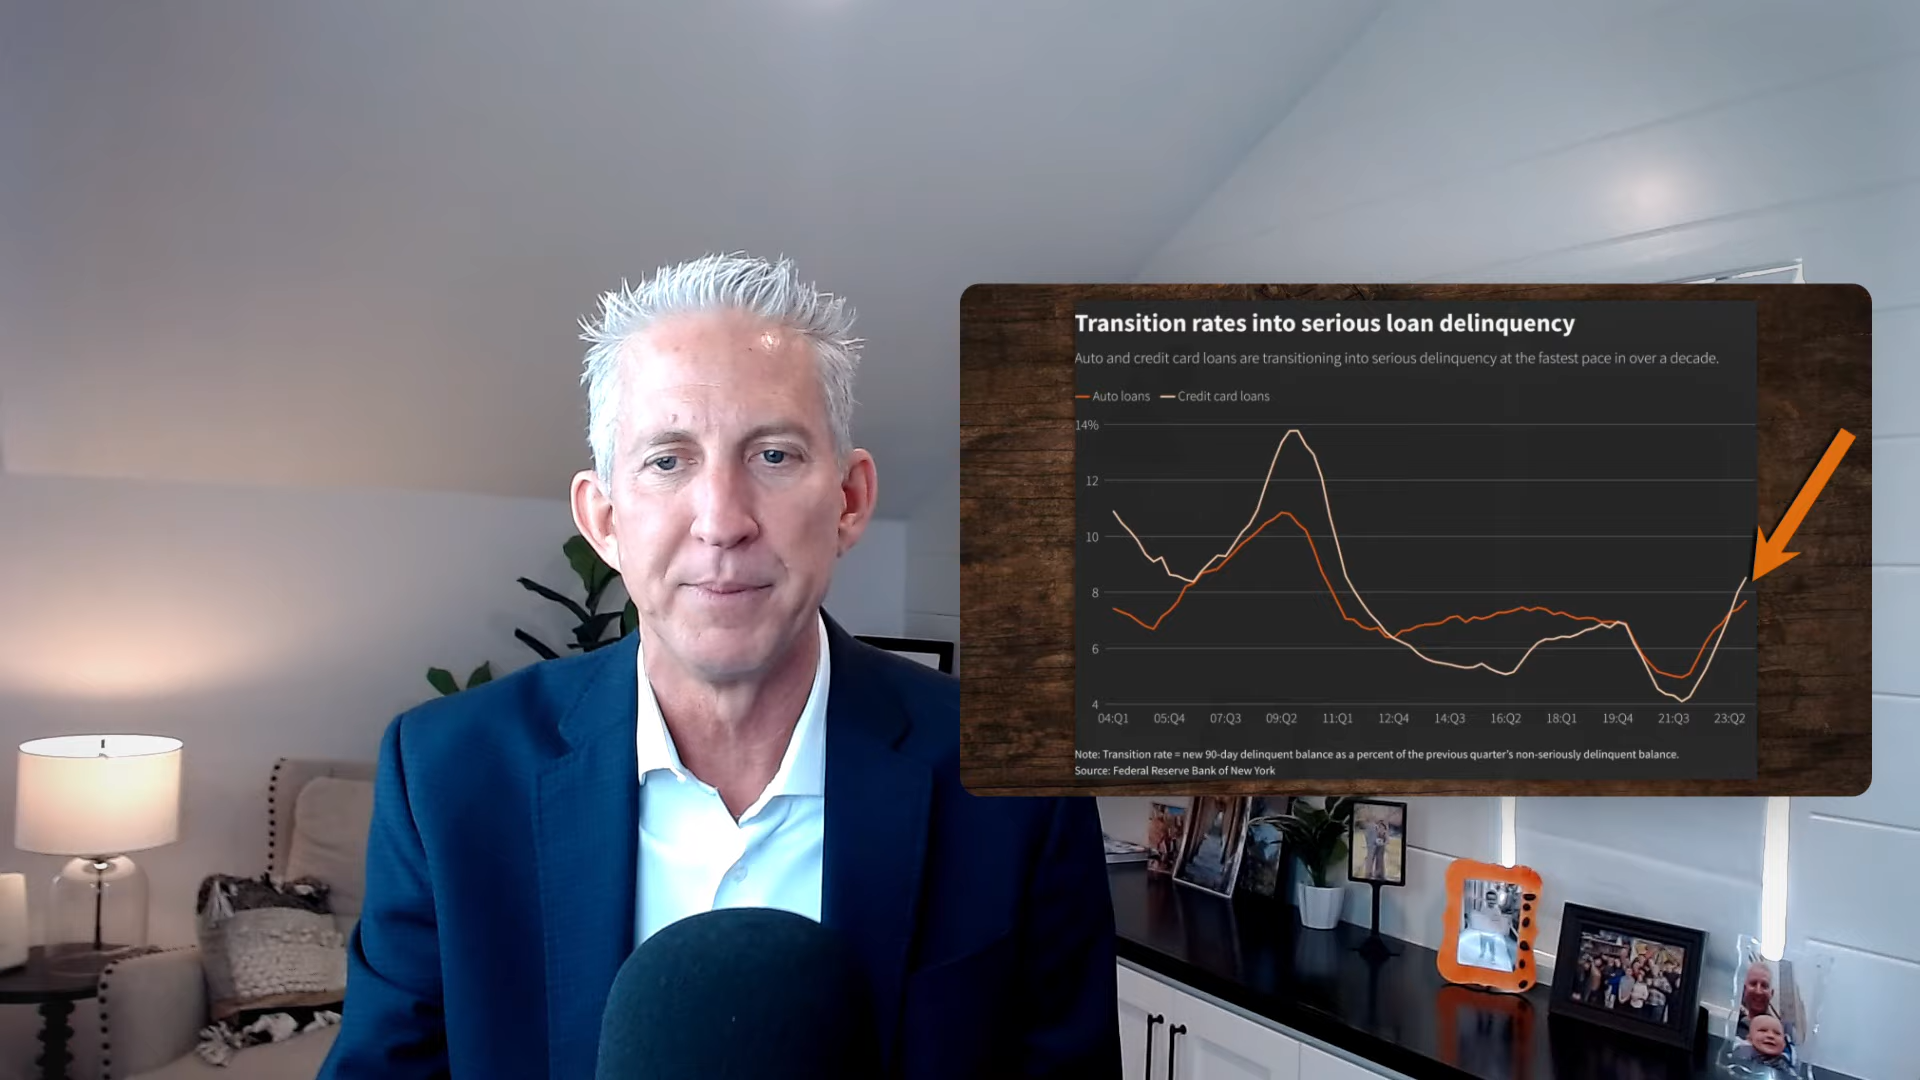 Transition rates into serious loan delinquency
Auto and credit card loans are transitioning into serious delinquency at the fastest pace in over a decade.
Auto loans Credit card loans
14%
12
10
8
6
4
04:Q1 05:Q4 07:Q3 09:Q2 11:Q1 12:Q4 14:Q3 16:Q2 18:Q1 19:Q4 21:Q3 23:Q2
Note: Transition rate = new 90-day delinquent balance as a percent of the previous quarter's non-seriously delinquent balance.
Source: Federal Reserve Bank of New York